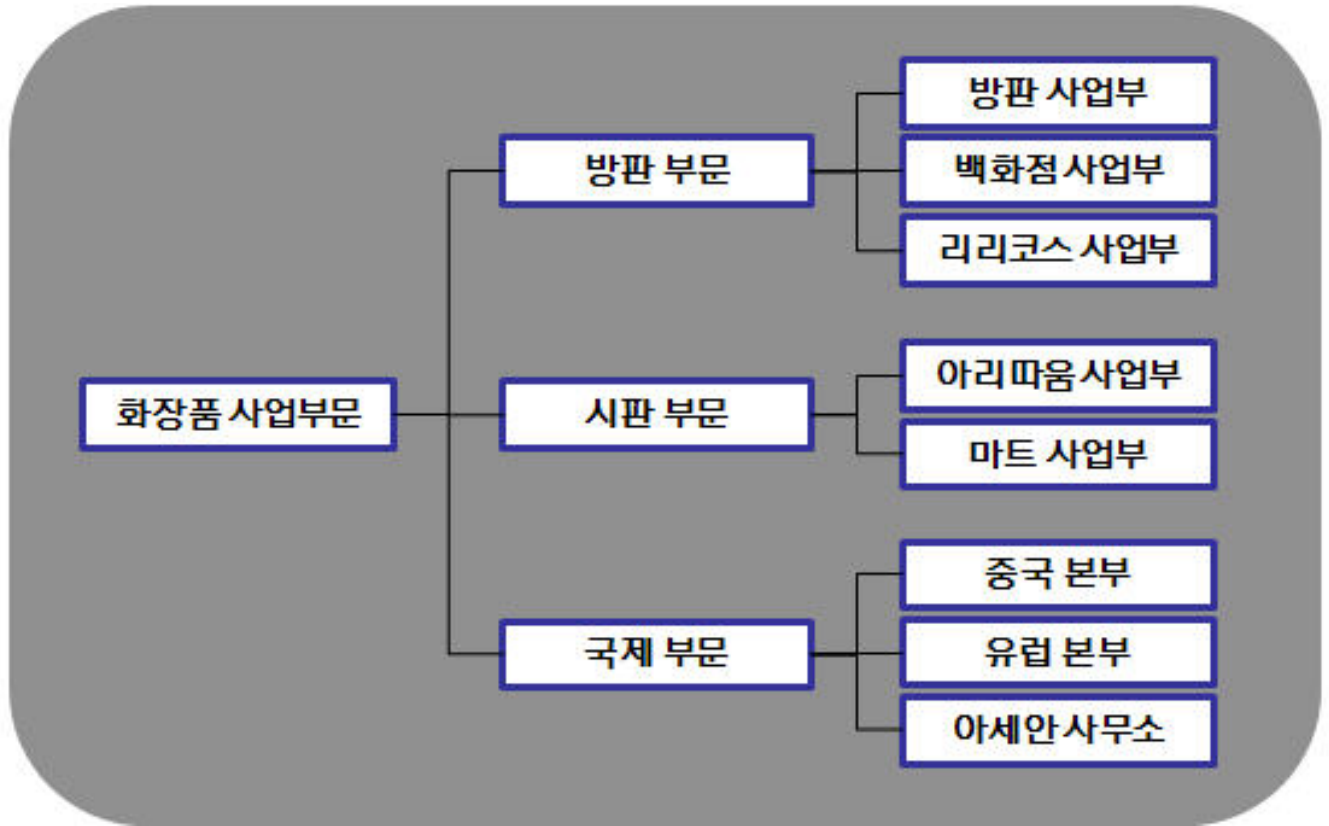 화장품 사업부문
방판 부문
방판 사업부
백화점 사업부
리리코스 사업부
시판 부문
아리따움 사업부
마트 사업부
국제 부문
중국 본부
유럽 본부
아세안 사무소